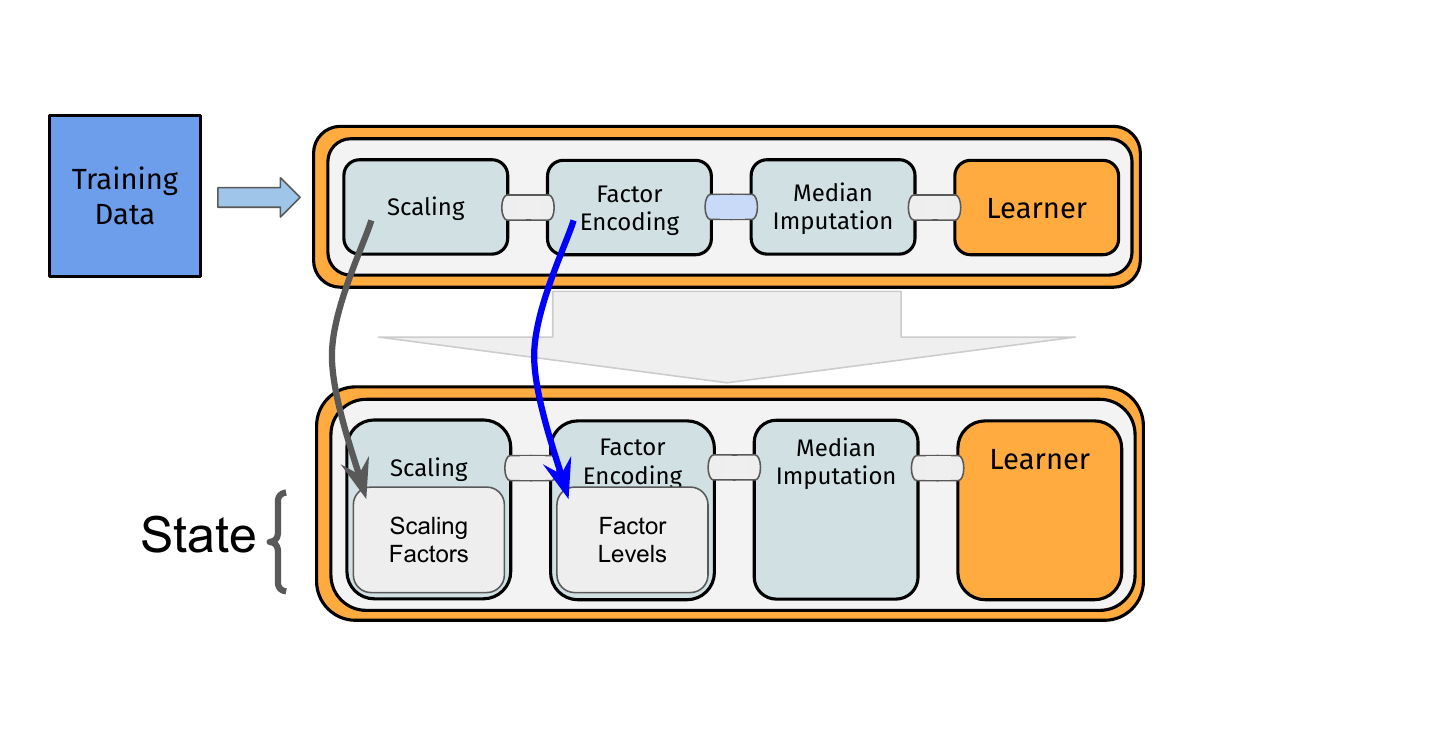 Training
Data
Scaling
Factor
Encoding
Median
Imputation
Learner
Scaling
Factor
Encoding
Median
Imputation
Learner
State
Scaling
Factors
Factor
Levels